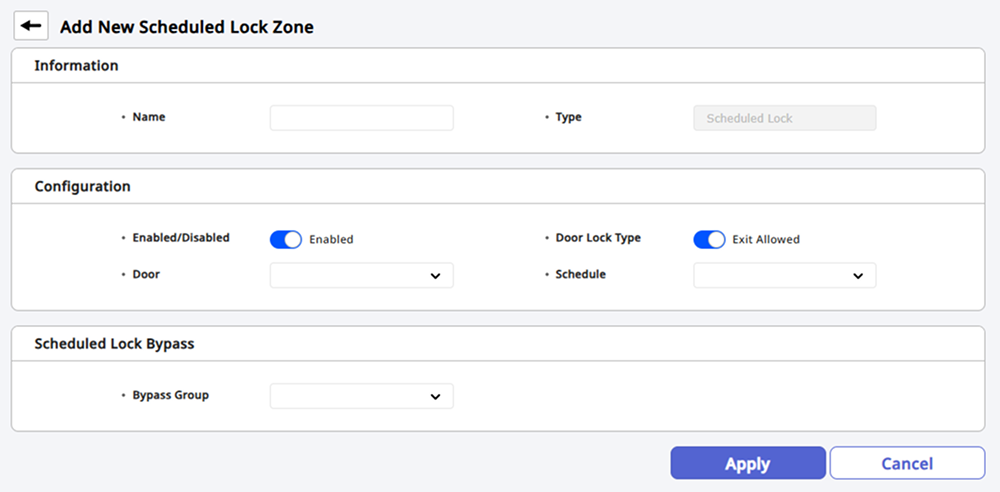 Add New Scheduled Lock Zone
Information
• Name
• Type Scheduled Lock
Configuration
• Enabled/Disabled Enabled
• Door Lock Type Exit Allowed
• Door
• Schedule
Scheduled Lock Bypass
• Bypass Group
Apply Cancel